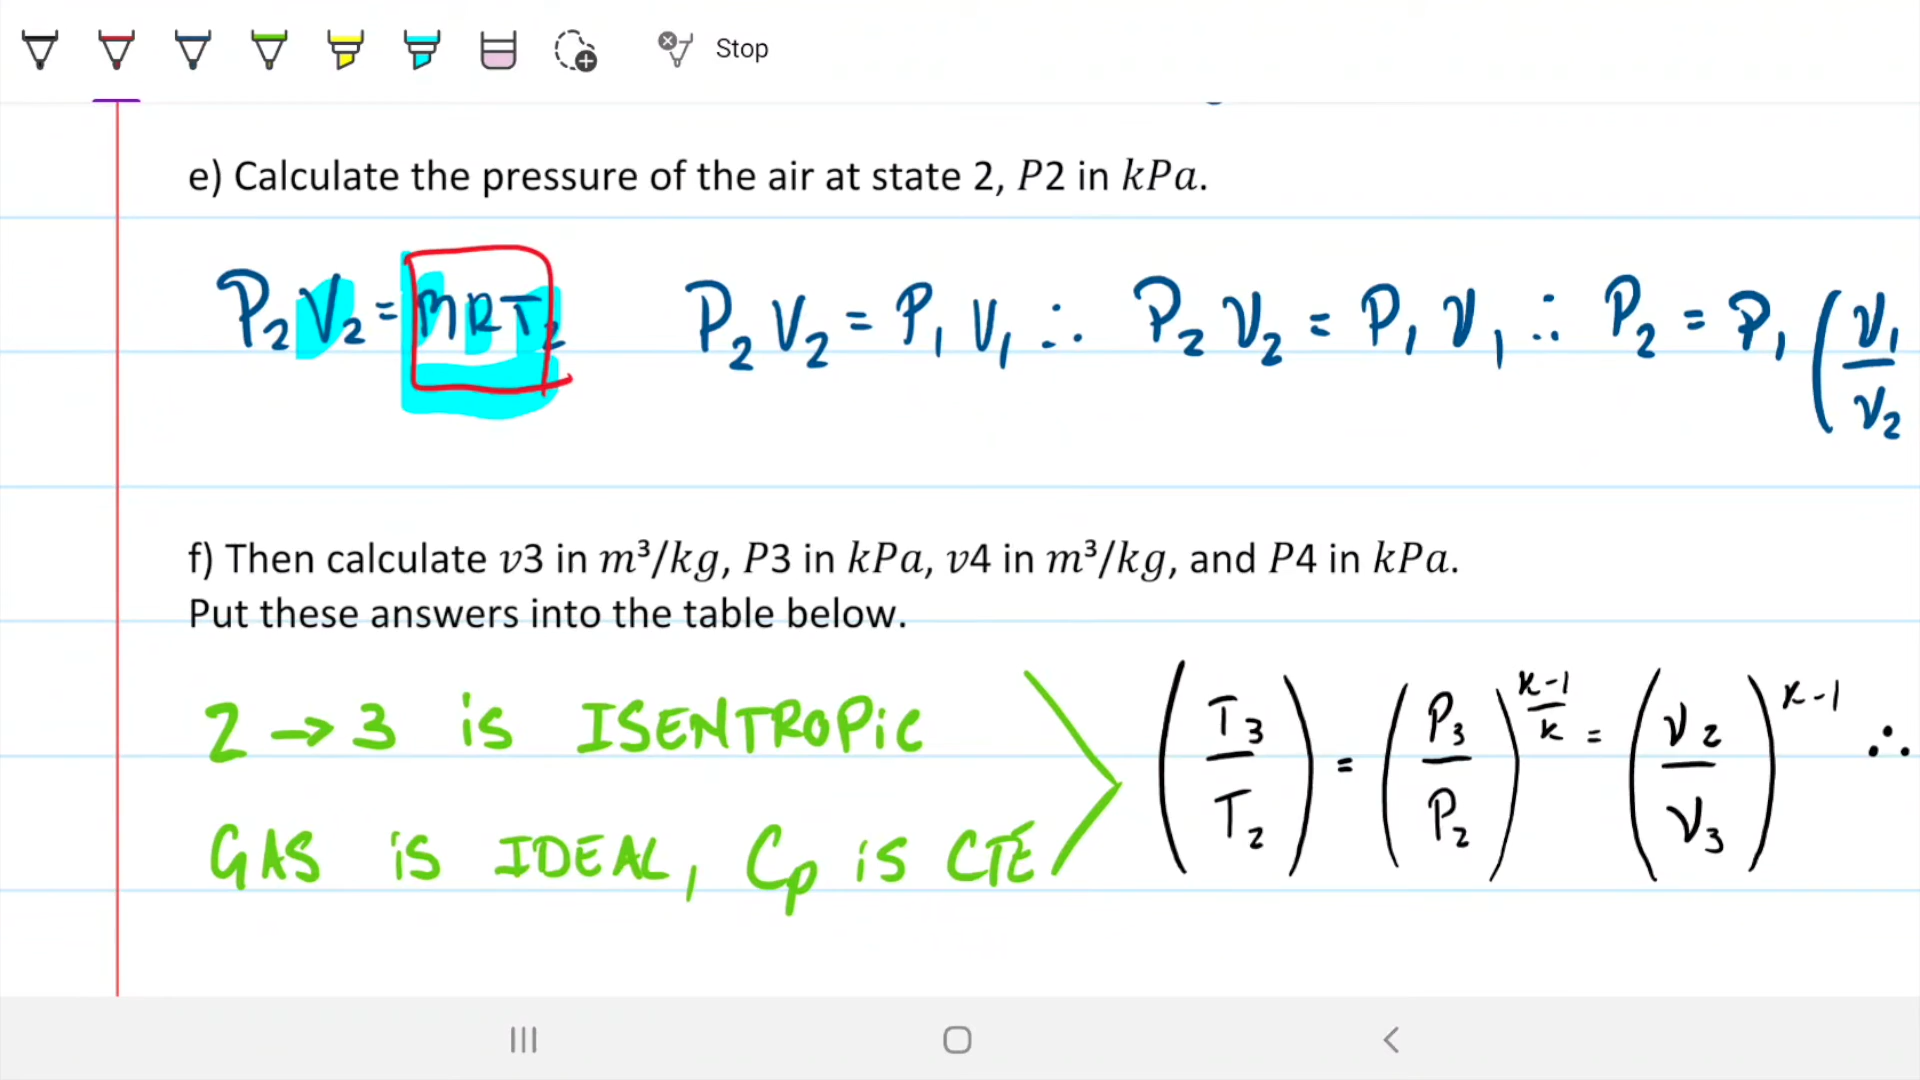 Stop
e) Calculate the pressure of the air at state 2, P2 in kPa.
P₂V₂ = mRT₂ P₂V₂ = P₁V₁ ∴ P₂v₂ = P₁v₁ ∴ P₂ = P₁ (v₁/v₂
f) Then calculate v3 in m³/kg, P3 in kPa, v4 in m³/kg, and P4 in kPa.
Put these answers into the table below.
2 → 3 is ISENTROPIC
GAS is IDEAL, Cp is CTE
(T₃/T₂) = (P₃/P₂)^((k-1)/k) = (v₂/v₃)^(k-1) ∴